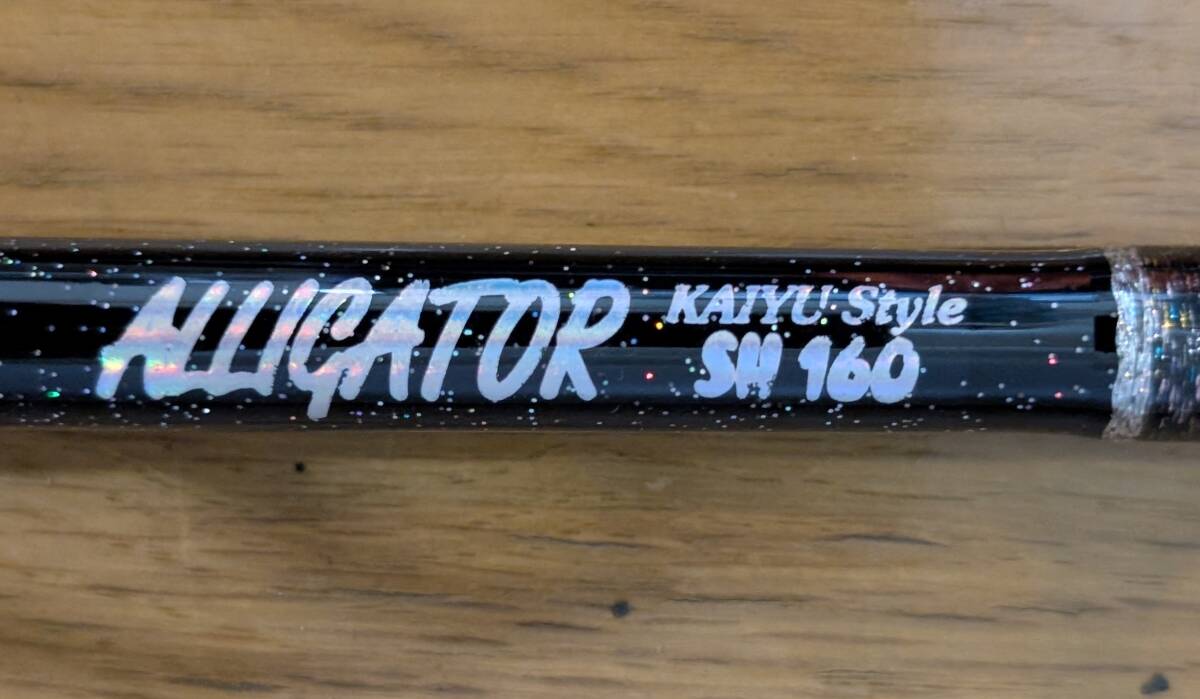 ALLIGATOR
KAIYU Style
SH 160